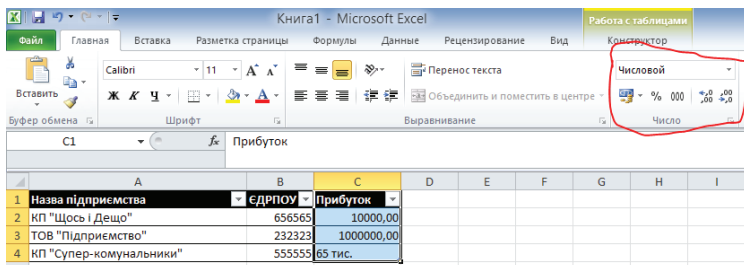 Книга1 - Microsoft Excel
Работа с таблицами
Файл Главная Вставка Разметка страницы Формулы Данные Рецензирование Вид Конструктор
Calibri 11 A A Перенос текста Числовой
Вставить Ж К Ч А Объединить и поместить в центре % 000 ,0 ,00 ,00 ,0
Буфер обмена Шрифт Выравнивание Число
C1 fx Прибуток
A B C D E F G H I
1 Назва підприємства ЄДРПОУ Прибуток
2 КП "Щось і Дещо" 656565 10000,00
3 ТОВ "Підприємство" 232323 1000000,00
4 КП "Супер-комунальники" 555555 65 тис.